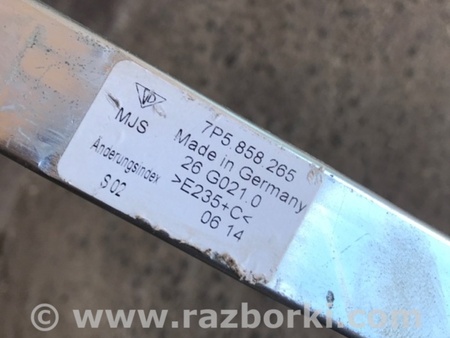 MJS
Änderungsindex
S 02
7P5 858 265
Made in Germany
26 G021.0
>E235+C<
06 14
© www.razborki.com